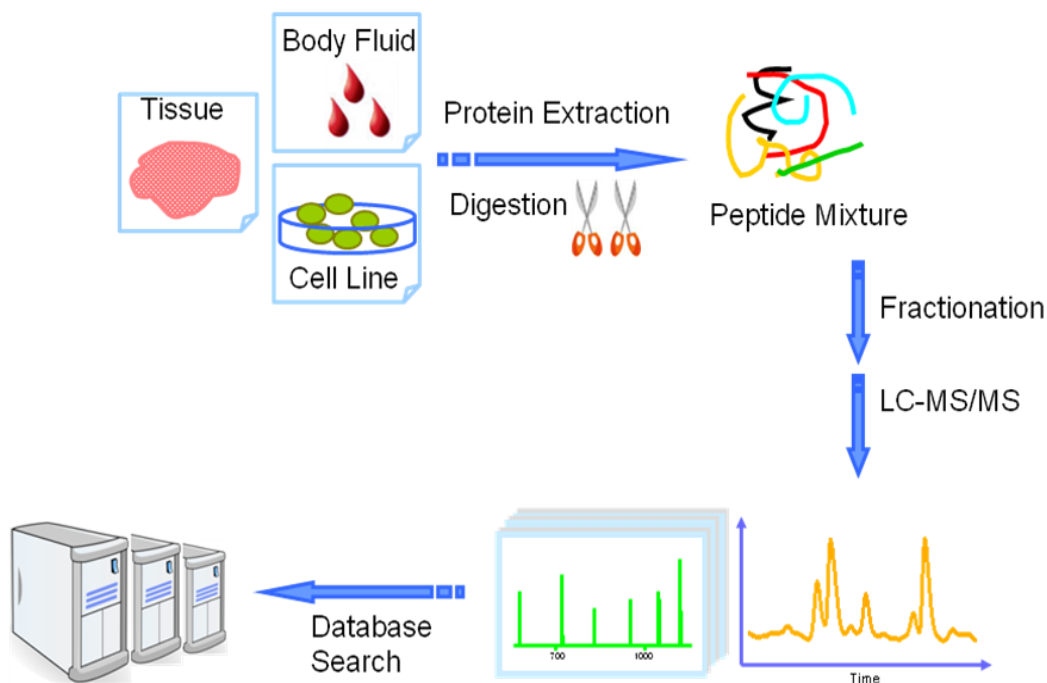 Body Fluid
Tissue
Cell Line
Protein Extraction
Digestion
Peptide Mixture
Fractionation
LC-MS/MS
Database
Search
700
1000
Time